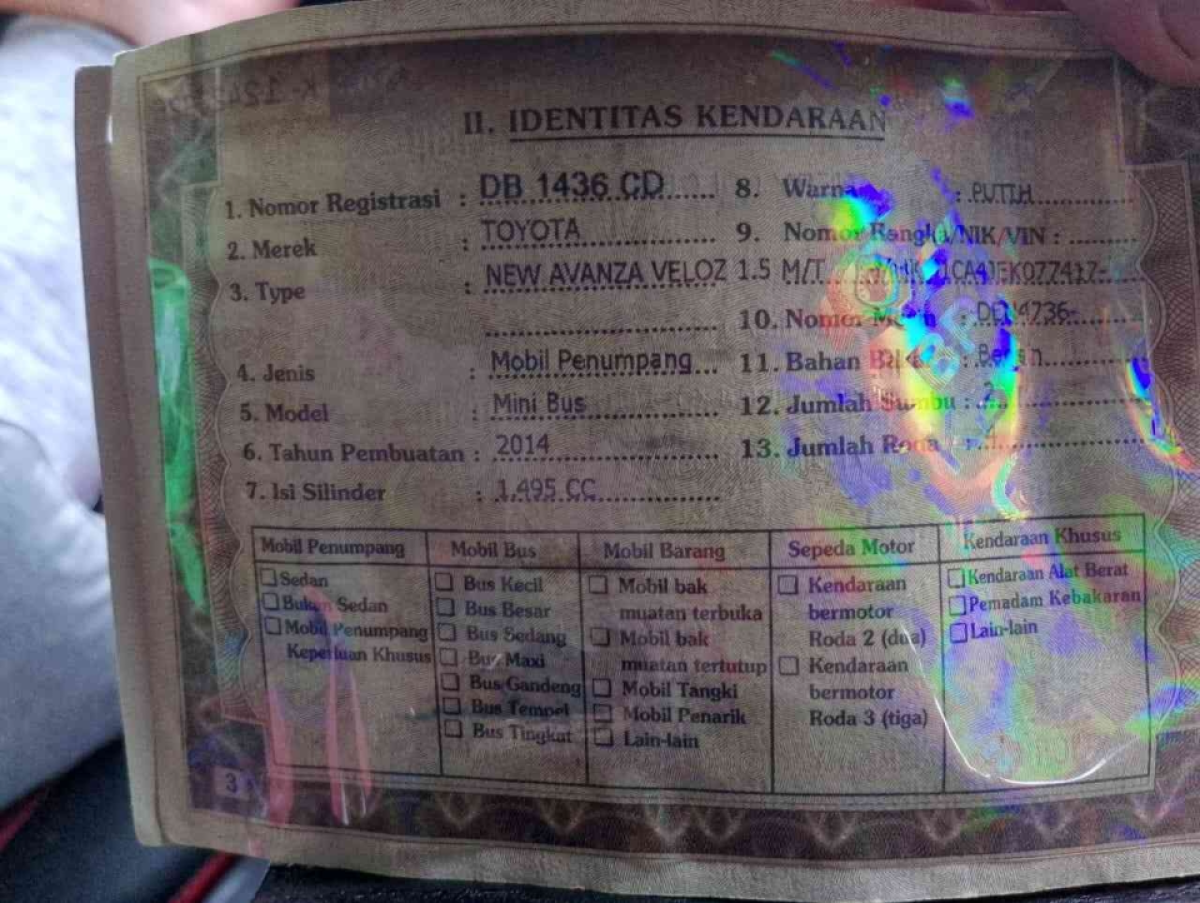 II. IDENTITAS KENDARAAN
1. Nomor Registrasi : DB 1436 CD
2. Merek : TOYOTA
3. Type : NEW AVANZA VELOZ 1.5 M/T
4. Jenis : Mobil Penumpang
5. Model : Mini Bus
6. Tahun Pembuatan : 2014
7. Isi Silinder : 1.495 CC
8. Warna : PUTIH
9. Nomor Rangka/NIK/VIN :
10. Nomor
11. Bahan
12. Jumlah Sumbu : 2
13. Jumlah Roda :
Mobil Penumpang
Sedan
Bukan Sedan
Mobil Penumpang
Keperluan Khusus
Mobil Bus
Bus Kecil
Bus Besar
Bus Sedang
Bus Maxi
Bus Gandeng
Bus Tempel
Bus Tingkat
Mobil Barang
Mobil bak
muatan terbuka
Mobil bak
muatan tertutup
Mobil Tangki
Mobil Penarik
Lain-lain
Sepeda Motor
Kendaraan
bermotor
Roda 2 (dua)
Kendaraan
bermotor
Roda 3 (tiga)
Kendaraan Khusus
Kendaraan Alat Berat
Pemadam Kebakaran
Lain-lain
3